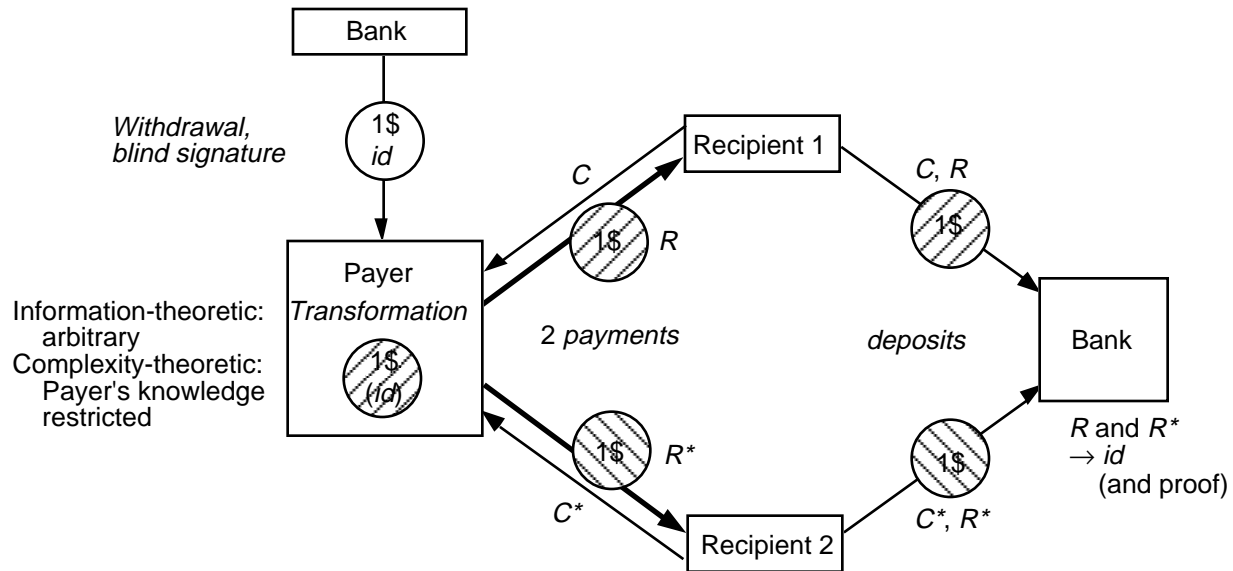 Bank
Withdrawal,
blind signature
1$
id
Recipient 1
C
C, R
1$
R
1$
Payer
Transformation
Information-theoretic:
arbitrary
Complexity-theoretic:
Payer's knowledge
restricted
1$
(id)
2 payments
deposits
Bank
1$
R*
1$
R and R*
→ id
(and proof)
C*
C*, R*
Recipient 2